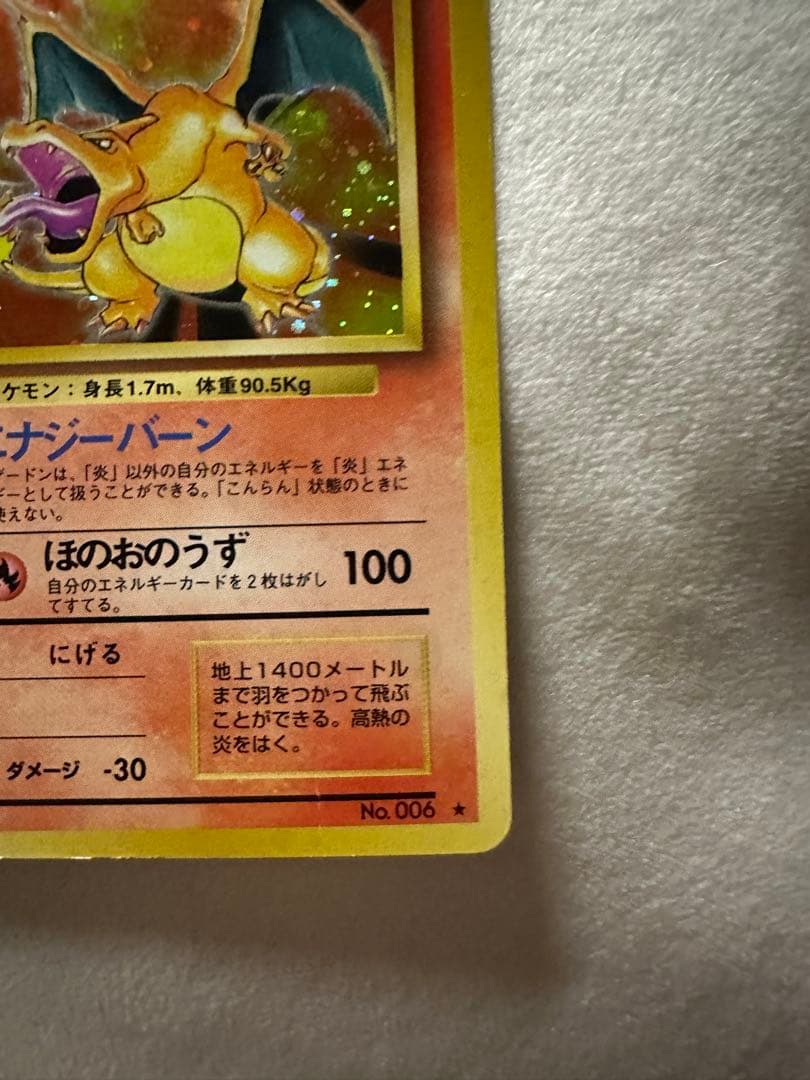 ケモン：身長1.7m、体重90.5Kg
エナジーバーン
ードンは、「炎」以外の自分のエネルギーを「炎」エネ
ギーとして扱うことができる。「こんらん」状態のときに
使えない。
ほのおのうず 100
自分のエネルギーカードを2枚はがし
てすてる。
にげる
地上1400メートル
まで羽をつかって飛ぶ
ことができる。高熱の
炎をはく。
ダメージ -30
No. 006 ★